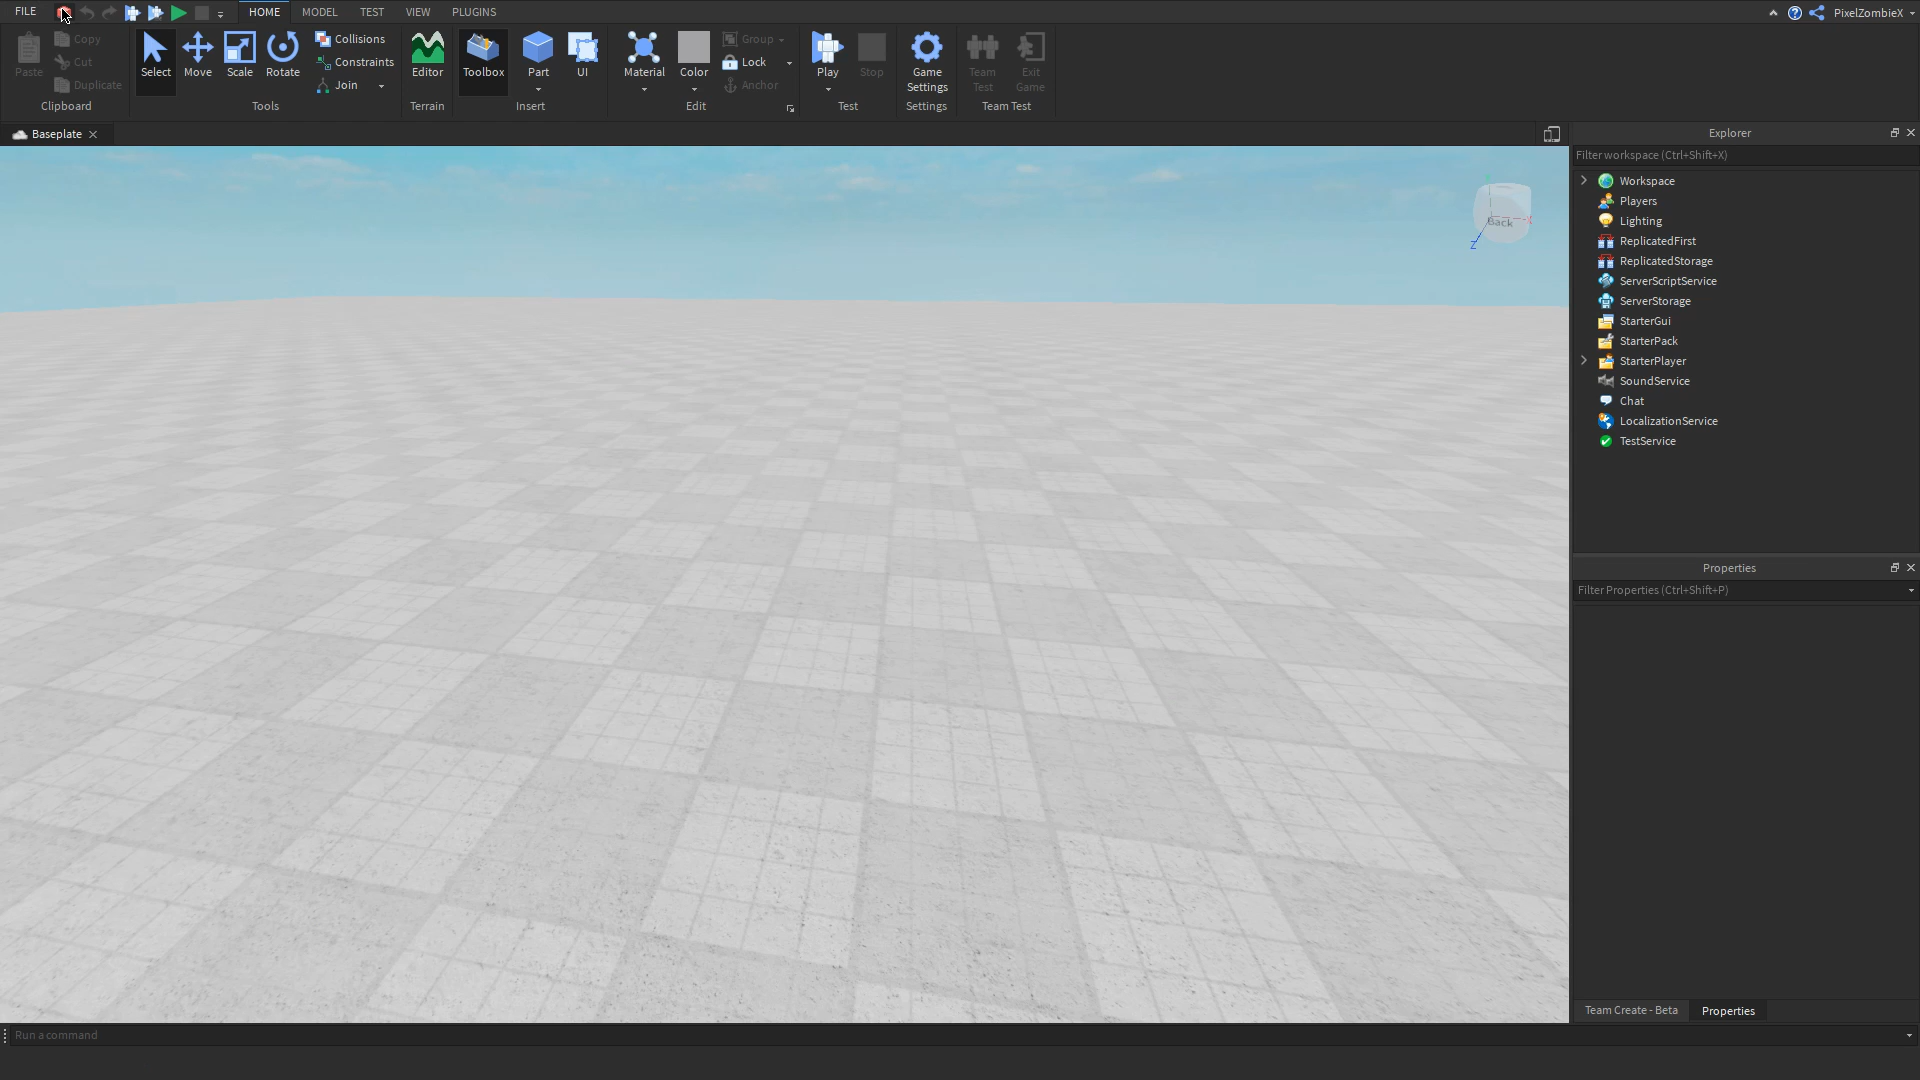 FILE HOME MODEL TEST VIEW PLUGINS PixelZombieX
Paste Copy Cut Duplicate Clipboard
Select Move Scale Rotate Collisions Constraints Join Tools
Editor Terrain
Toolbox Part UI Insert
Material Color Group Lock Anchor Edit
Play Stop Test
Game Settings Settings
Team Test Exit Game Team Test
Baseplate
Back
X
Z
Explorer
Filter workspace (Ctrl+Shift+X)
Workspace
Players
Lighting
ReplicatedFirst
ReplicatedStorage
ServerScriptService
ServerStorage
StarterGui
StarterPack
StarterPlayer
SoundService
Chat
LocalizationService
TestService
Properties
Filter Properties (Ctrl+Shift+P)
Team Create - Beta Properties
Run a command